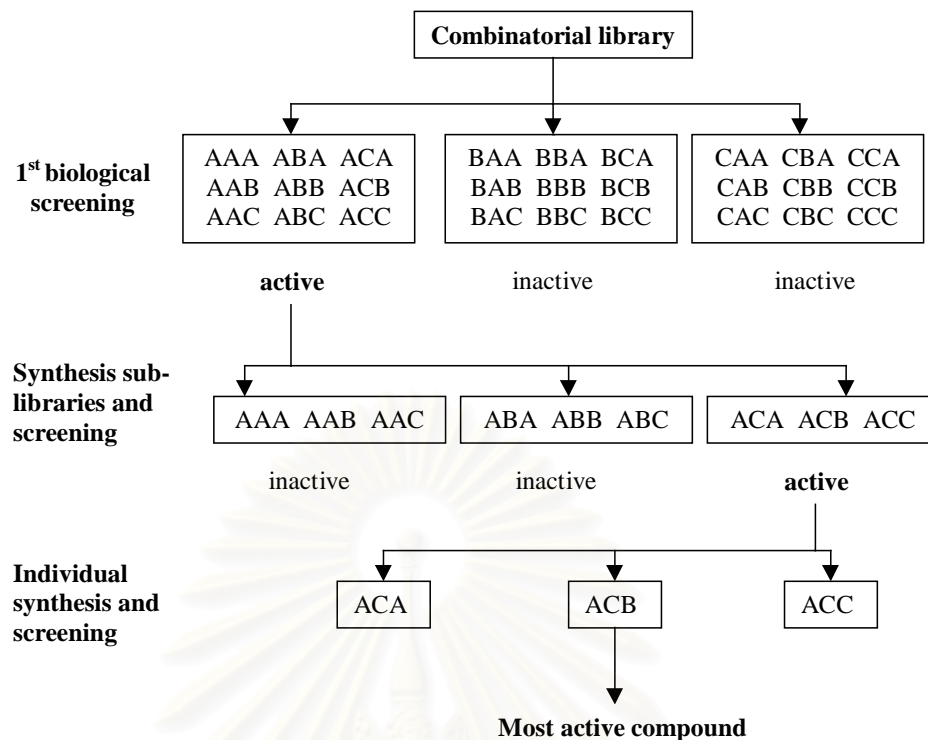 Combinatorial library
1st biological
screening
AAA ABA ACA
AAB ABB ACB
AAC ABC ACC
BAA BBA BCA
BAB BBB BCB
BAC BBC BCC
CAA CBA CCA
CAB CBB CCB
CAC CBC CCC
active
inactive
inactive
Synthesis sub-
libraries and
screening
AAA AAB AAC
ABA ABB ABC
ACA ACB ACC
inactive
inactive
active
Individual
synthesis and
screening
ACA
ACB
ACC
Most active compound